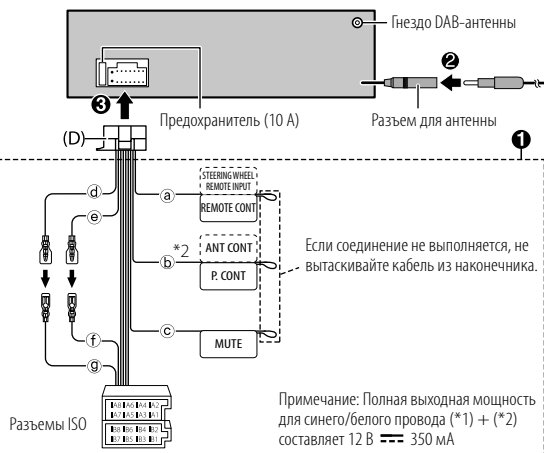 Гнездо DAB-антенны
❷
❸
Предохранитель (10 A)
Разъем для антенны
(D)
❶
STEERING WHEEL
REMOTE INPUT
REMOTE CONT
ⓓ
ⓐ
ⓔ
*2
ANT CONT
ⓑ
P. CONT
Если соединение не выполняется, не
вытаскивайте кабель из наконечника.
ⓒ
MUTE
ⓕ
ⓖ
Разъемы ISO
A8 A6 A4 A2
A7 A5 A3 A1
B8 B6 B4 B2
B7 B5 B3 B1
Примечание: Полная выходная мощность
для синего/белого провода (*1) + (*2)
составляет 12 В ⎓ 350 мА